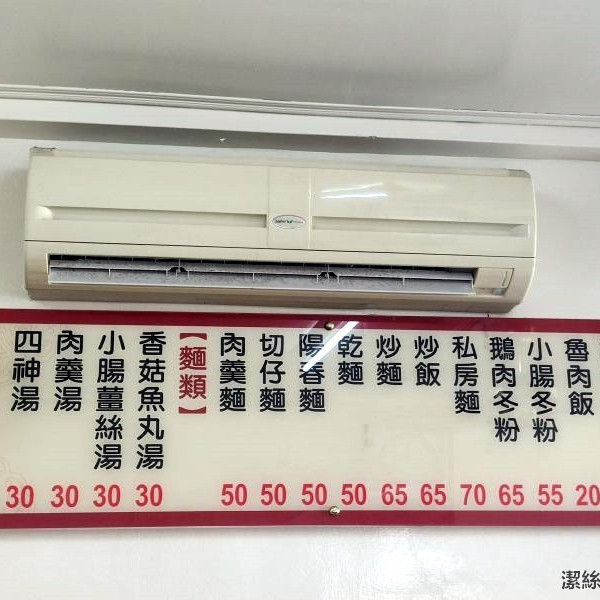 魯肉飯 20
小腸冬粉 55
鵝肉冬粉 65
私房麵 70
炒飯 65
炒麵 65
乾麵 50
陽春麵 50
切仔麵 50
肉羹麵 50
【麵類】
香菇魚丸湯 30
小腸薑絲湯 30
肉羹湯 30
四神湯 30
潔絲